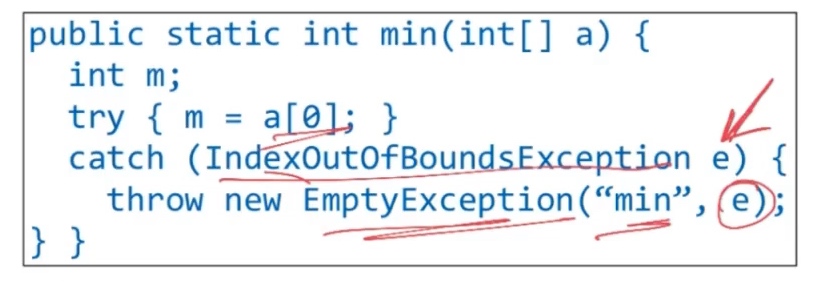 public static int min(int[] a) {
int m;
try { m = a[0]; }
catch (IndexOutOfBoundsException e) {
throw new EmptyException(“min”, e);
} }